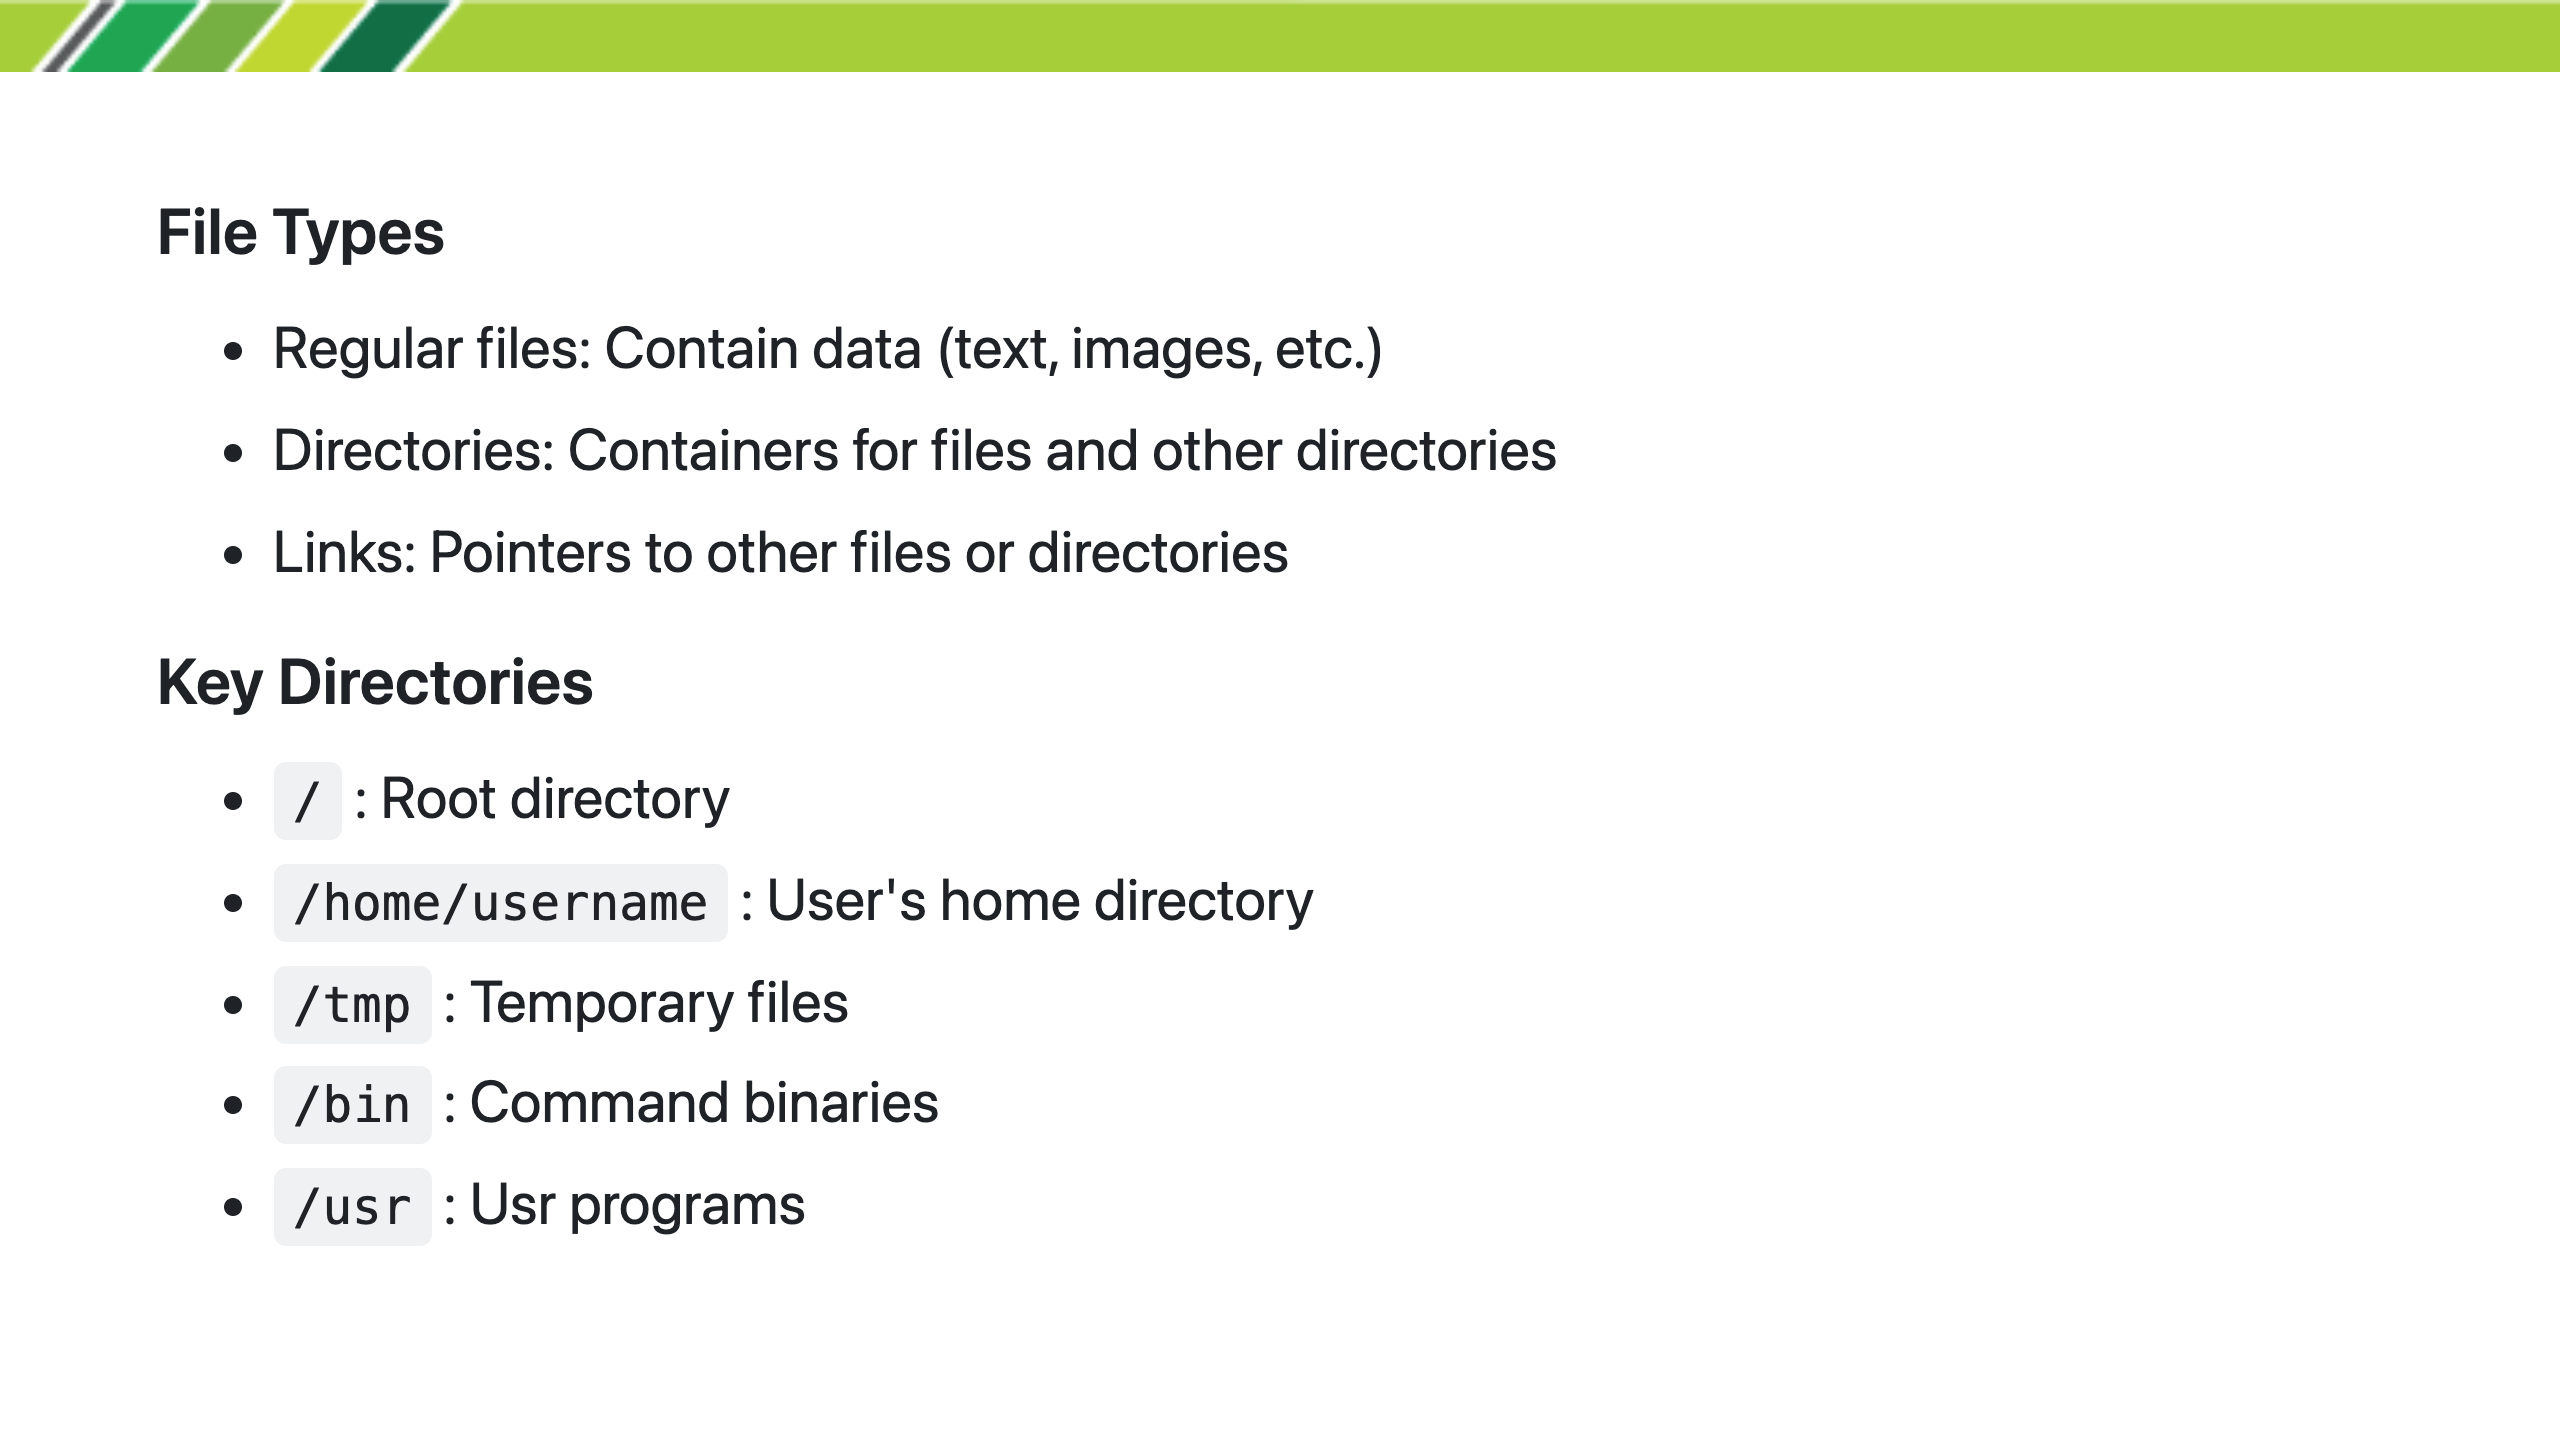 File Types
• Regular files: Contain data (text, images, etc.)
• Directories: Containers for files and other directories
• Links: Pointers to other files or directories
Key Directories
• / : Root directory
• /home/username : User's home directory
• /tmp : Temporary files
• /bin : Command binaries
• /usr : Usr programs